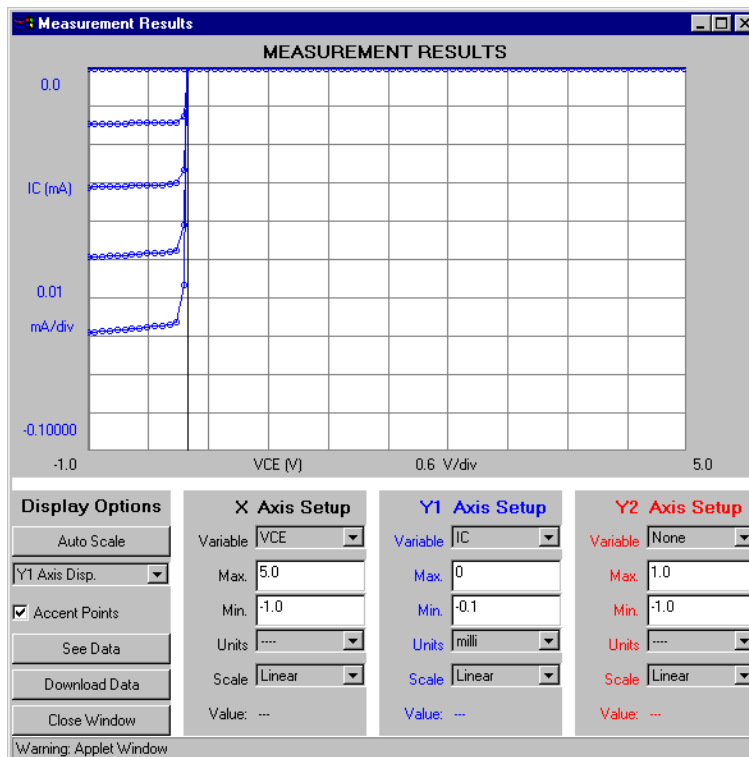 Measurement Results
MEASUREMENT RESULTS
0.0
IC (mA)
0.01
mA/div
-0.10000
-1.0 VCE (V) 0.6 V/div 5.0
Display Options
Auto Scale
Y1 Axis Disp.
Accent Points
See Data
Download Data
Close Window
X Axis Setup
Variable VCE
Max. 5.0
Min. -1.0
Units ----
Scale Linear
Value: ---
Y1 Axis Setup
Variable IC
Max. 0
Min. -0.1
Units milli
Scale Linear
Value: ---
Y2 Axis Setup
Variable None
Max. 1.0
Min. -1.0
Units ----
Scale Linear
Value: ---
Warning: Applet Window